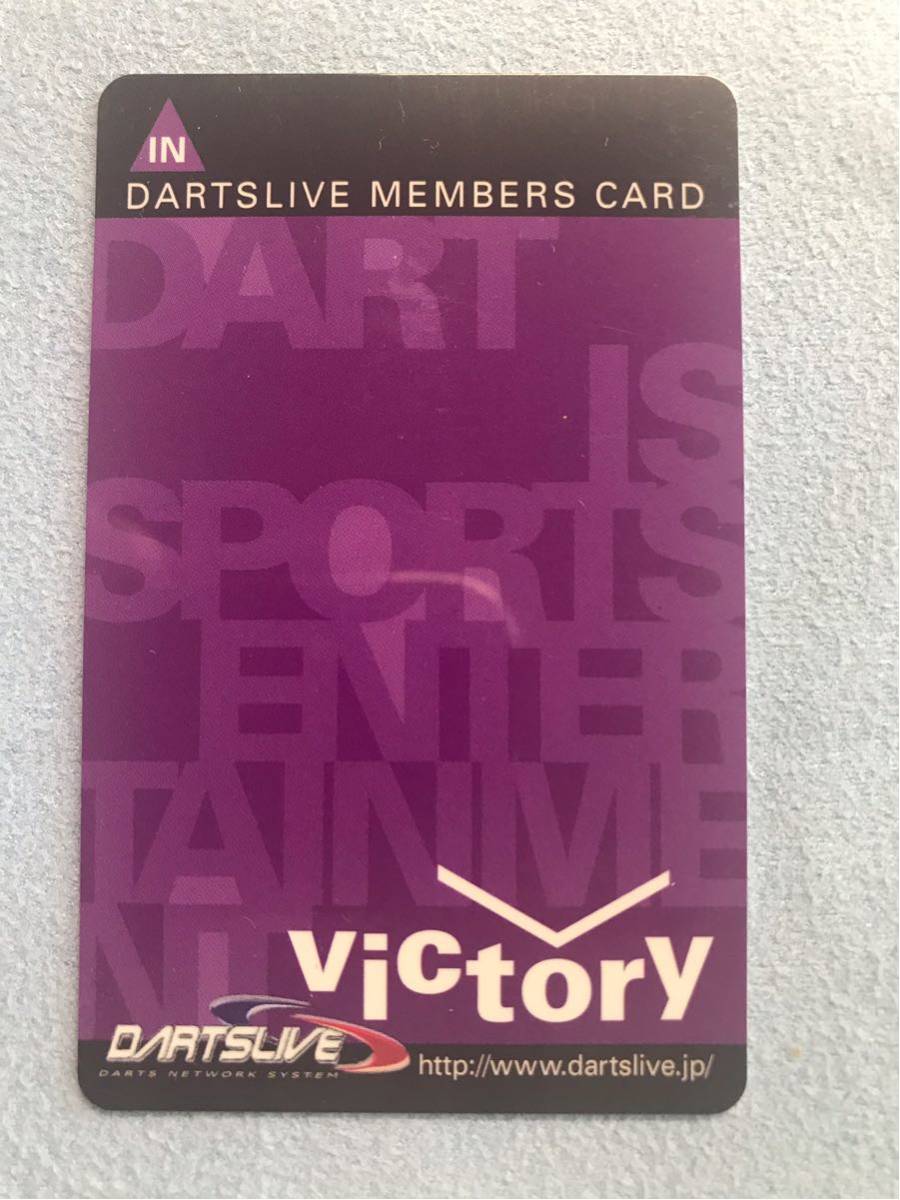 IN
DARTSLIVE MEMBERS CARD
DART
IS
SPORTS
ENTER
TAINME
NT
victory
DARTSLIVE
DARTS NETWORK SYSTEM
http://www.dartslive.jp/